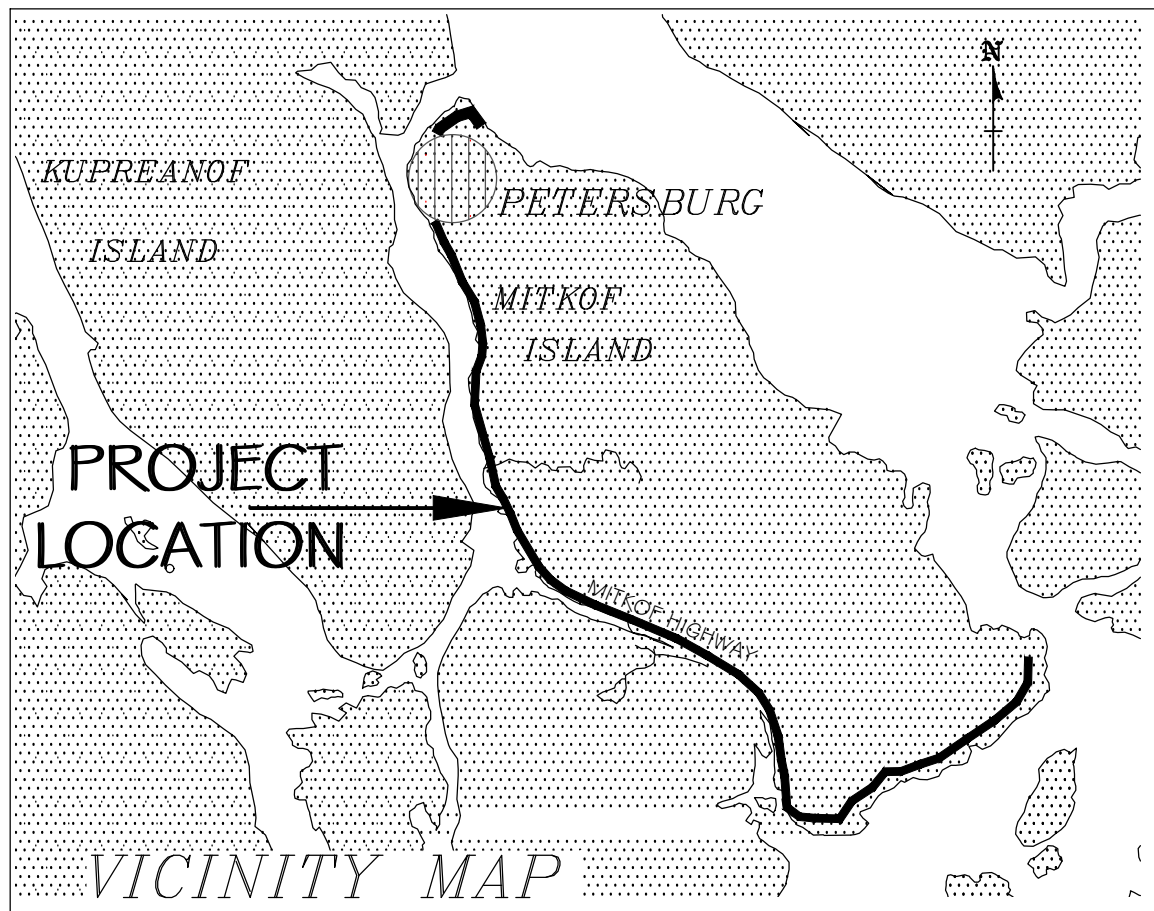 N
KUPREANOF
ISLAND
PETERSBURG
MITKOF
ISLAND
PROJECT
LOCATION
MITKOF HIGHWAY
VICINITY MAP